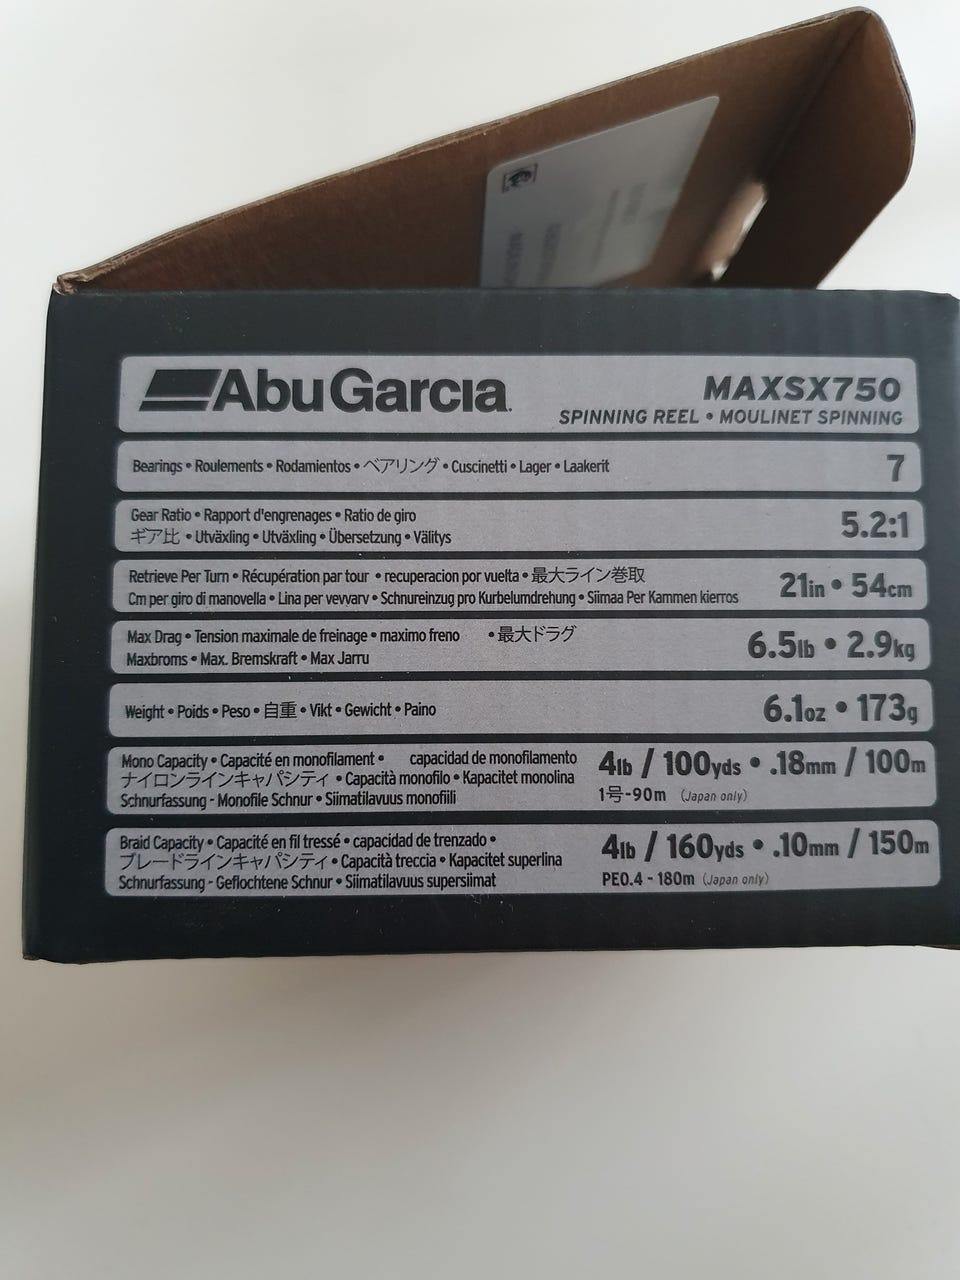 AbuGarcia.
MAXSX750
SPINNING REEL • MOULINET SPINNING
Bearings • Roulements • Rodamientos • ベアリング • Cuscinetti • Lager • Laakerit
7
Gear Ratio • Rapport d'engrenages • Ratio de giro
ギア比 • Utväxling • Utväxling • Übersetzung • Välitys
5.2:1
Retrieve Per Turn • Récupération par tour • recuperacion por vuelta • 最大ライン巻取
Cm per giro di manovella • Lina per vevvarv • Schnureinzug pro Kurbelumdrehung • Siimaa Per Kammen kierros
21in • 54cm
Max Drag • Tension maximale de freinage • maximo freno • 最大ドラグ
Maxbroms • Max. Bremskraft • Max Jarru
6.5lb • 2.9kg
Weight • Poids • Peso • 自重 • Vikt • Gewicht • Paino
6.1oz • 173g
Mono Capacity • Capacité en monofilament • capacidad de monofilamento
ナイロンラインキャパシティ • Capacità monofilo • Kapacitet monolina
Schnurfassung - Monofile Schnur • Siimatilavuus monofiili
4lb / 100yds • .18mm / 100m
1号-90m (Japan only)
Braid Capacity • Capacité en fil tressé • capacidad de trenzado •
ブレードラインキャパシティ • Capacità treccia • Kapacitet superlina
Schnurfassung - Geflochtene Schnur • Siimatilavuus supersiimat
4lb / 160yds • .10mm / 150m
PE0.4 - 180m (Japan only)